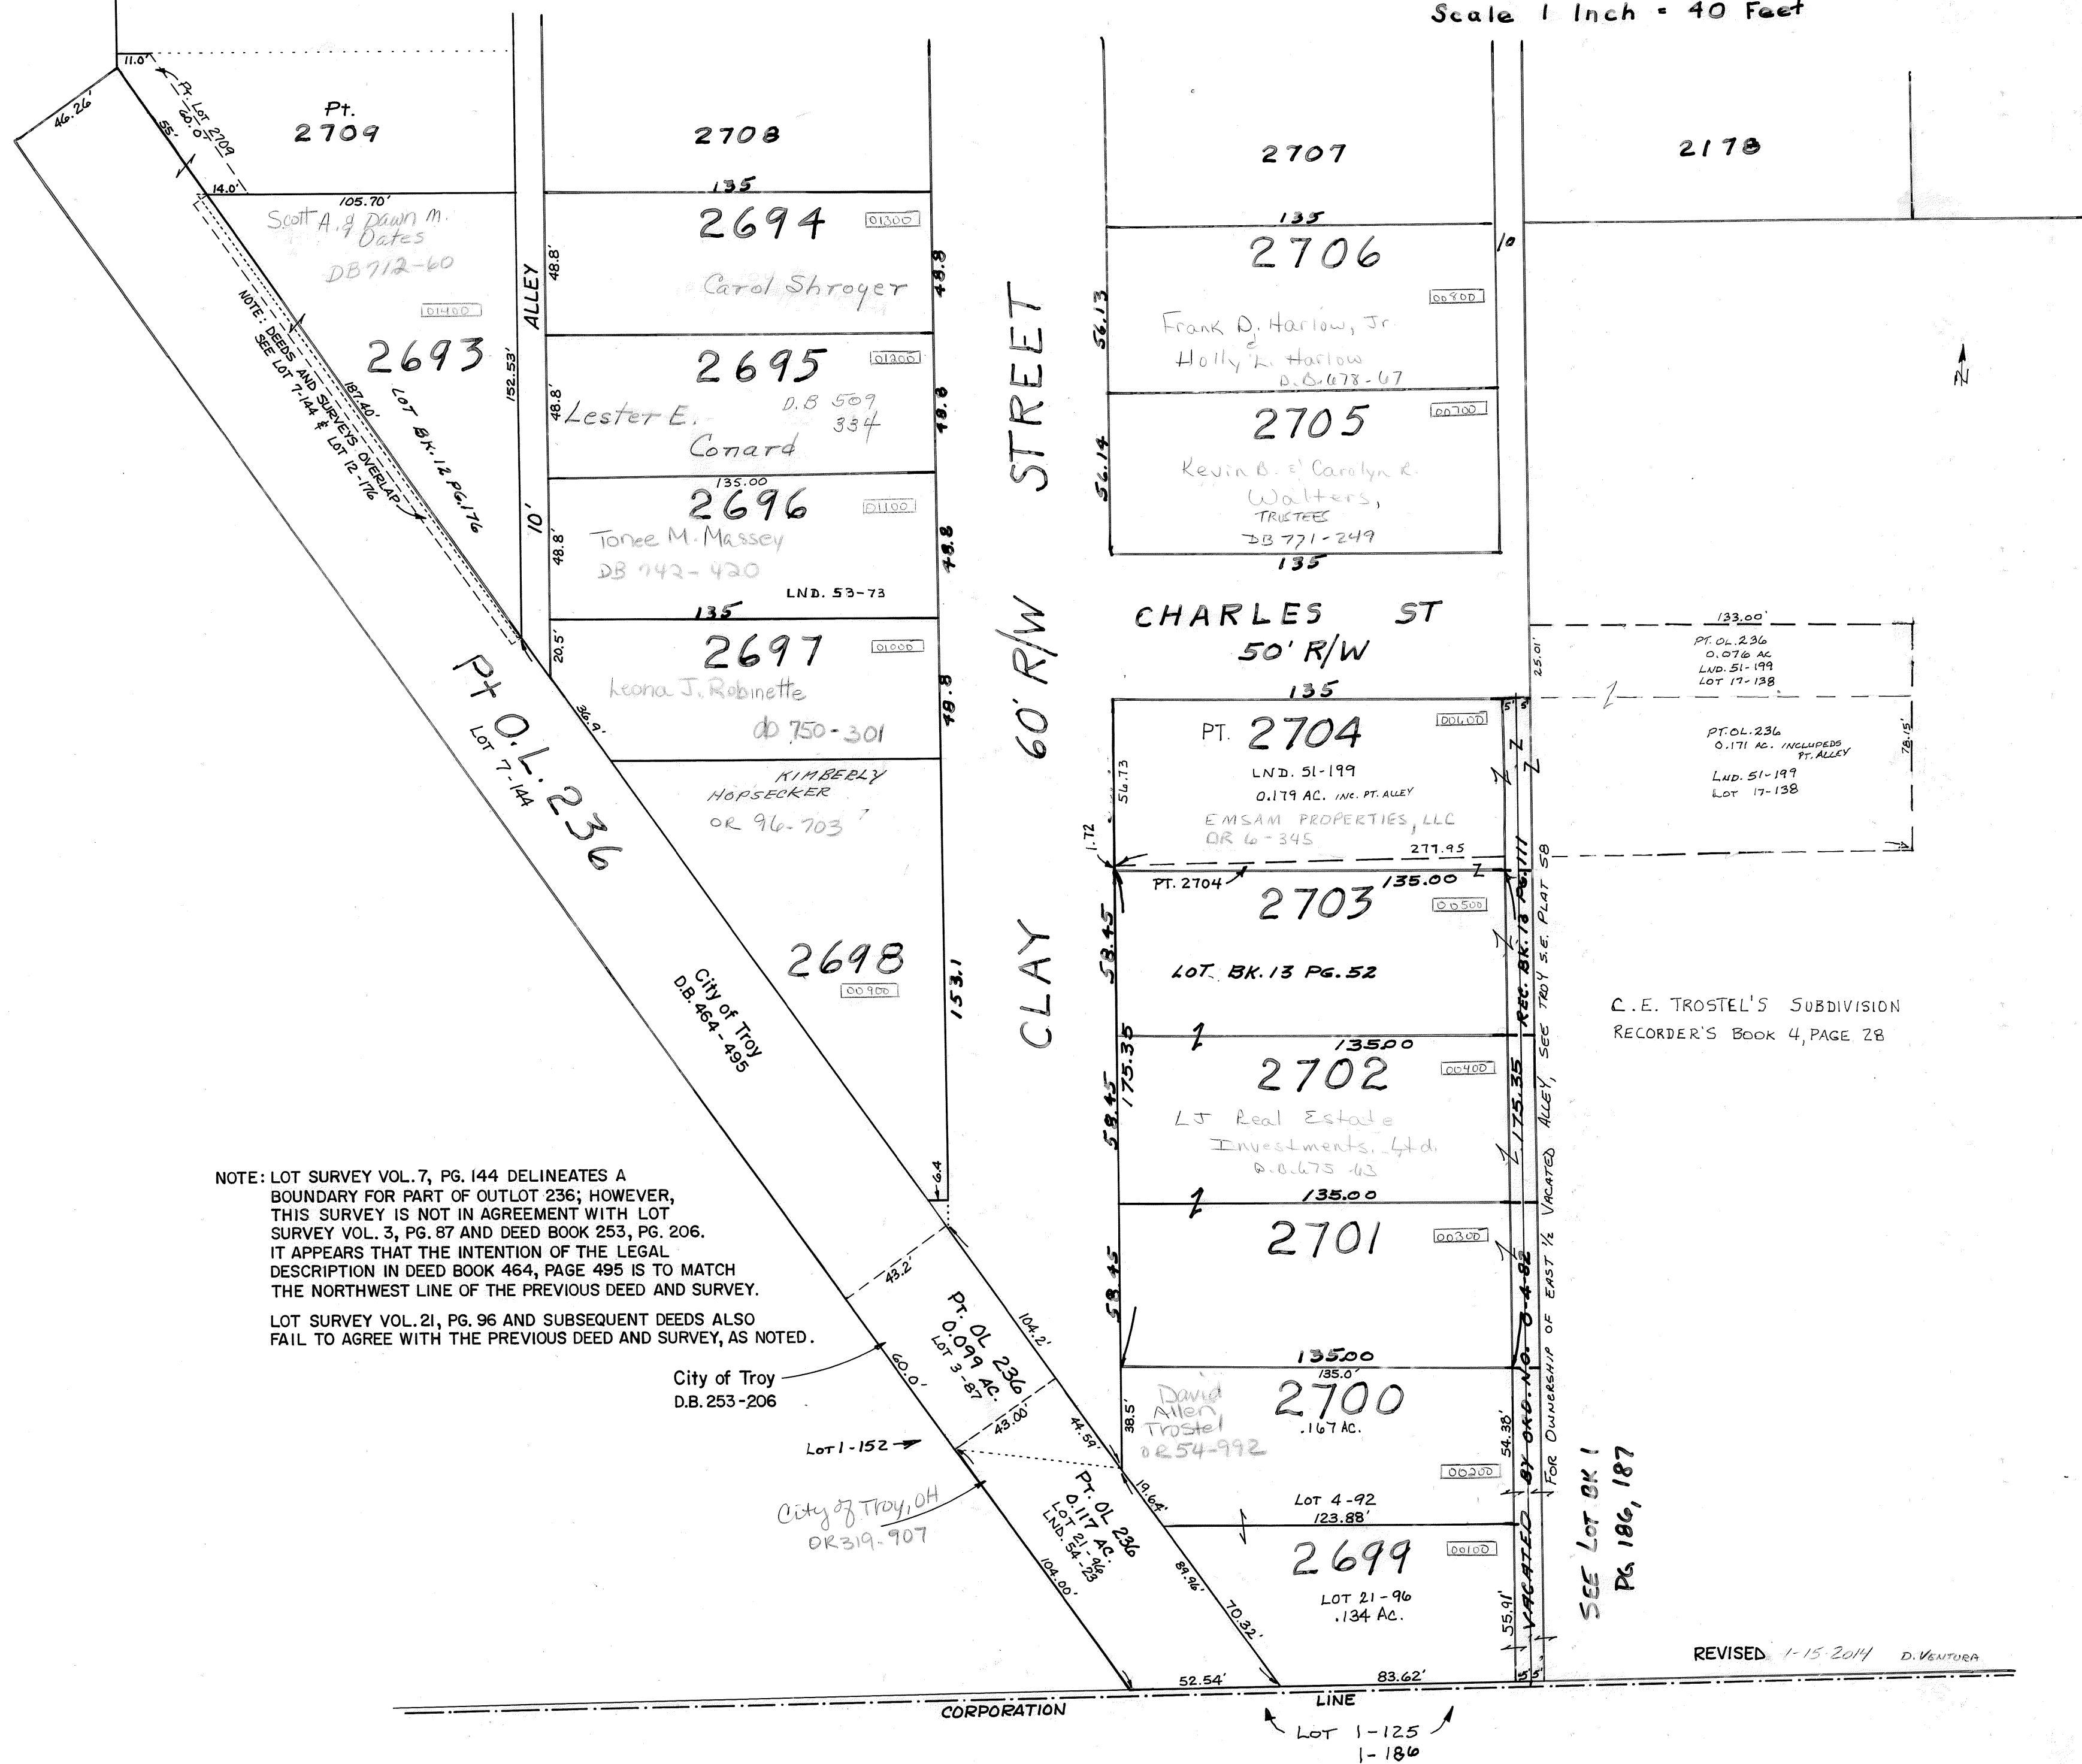 Scale 1 Inch = 40 Feet
11.0'
46.26'
55'
Pt. Lot 2709
60.0'
14.0'
Pt.
2709
2708
2707
2178
105.70'
Scott A. & Dawn M.
Oates
DB 712-60
01400
2693
187.40'
LOT BK. 12 PG. 176
NOTE: DEEDS AND SURVEYS OVERLAP
SEE LOT 7-144 & LOT 12-176
ALLEY
152.53'
10'
135
2694
01300
48.8'
48.8
Carol Shroyer
2695
01200
48.8'
48.8
Lester E.
Conard
D.B 509
334
135.00
2696
01100
48.8'
48.8
Tonee M. Massey
DB 742-420
LND. 53-73
135
2697
01000
20.5'
48.8
Leona J. Robinette
750-301
36.9'
KIMBERLY
HOPSECKER
OR 96-703
2698
00900
153.1
6.4
CLAY 60' R/W STREET
135
10
2706
00800
56.13
Frank D. Harlow, Jr.
&
Holly L. Harlow
D.B. 678-67
2705
00700
56.14
Kevin B. & Carolyn R.
Walters,
TRUSTEES
DB 771-249
135
CHARLES ST
50' R/W
135
N
133.00'
25.01'
PT. OL. 236
0.076 AC
LND. 51-199
LOT 17-138
PT. OL. 236
0.171 AC. INCLUDEDS
PT. ALLEY
LND. 51-199
LOT 17-138
78.15'
5' 5'
PT. 2704
00600
LND. 51-199
0.179 AC. INC. PT. ALLEY
EMSAM PROPERTIES, LLC
OR 6-345
56.73
1.72
277.95
PT. 2704
135.00
2703
00500
58.45
LOT BK. 13 PG. 52
175.35
135.00
2702
00400
58.45
LJ Real Estate
Investments, Ltd.
D.B. 675-63
135.00
2701
00300
58.45
135.00
135.0'
2700
.167 AC.
David
Allen
Trostel
OR 54-992
38.5'
54.38'
00200
LOT 4-92
123.88'
2699
00100
LOT 21-96
.134 AC.
55.91'
83.62'
5' 5'
VACATED BY ORD. NO. O-4-82 175.35 REC. BK. 13 PG. 111
FOR OWNERSHIP OF EAST 1/2 VACATED ALLEY, SEE TROY S.E. PLAT 58
C.E. TROSTEL'S SUBDIVISION
RECORDER'S BOOK 4, PAGE 28
SEE LOT BK 1
PG. 186, 187
Pt O.L. 236
LOT 7-144
City of Troy
D.B. 464-495
43.2'
Pt. OL 236
0.099 AC.
LOT 3-87
104.2'
60.0'
43.00'
44.59'
19.64'
Pt. OL 236
0.117 AC.
LOT 21-96
LND. 54-23
104.00'
89.96'
70.32'
52.54'
NOTE: LOT SURVEY VOL. 7, PG. 144 DELINEATES A
BOUNDARY FOR PART OF OUTLOT 236; HOWEVER,
THIS SURVEY IS NOT IN AGREEMENT WITH LOT
SURVEY VOL. 3, PG. 87 AND DEED BOOK 253, PG. 206.
IT APPEARS THAT THE INTENTION OF THE LEGAL
DESCRIPTION IN DEED BOOK 464, PAGE 495 IS TO MATCH
THE NORTHWEST LINE OF THE PREVIOUS DEED AND SURVEY.
LOT SURVEY VOL. 21, PG. 96 AND SUBSEQUENT DEEDS ALSO
FAIL TO AGREE WITH THE PREVIOUS DEED AND SURVEY, AS NOTED.
City of Troy
D.B. 253-206
LOT 1-152
City of Troy, OH
OR 319-907
REVISED 1-15-2014 D. VENTURA
CORPORATION LINE
LOT 1-125
1-186